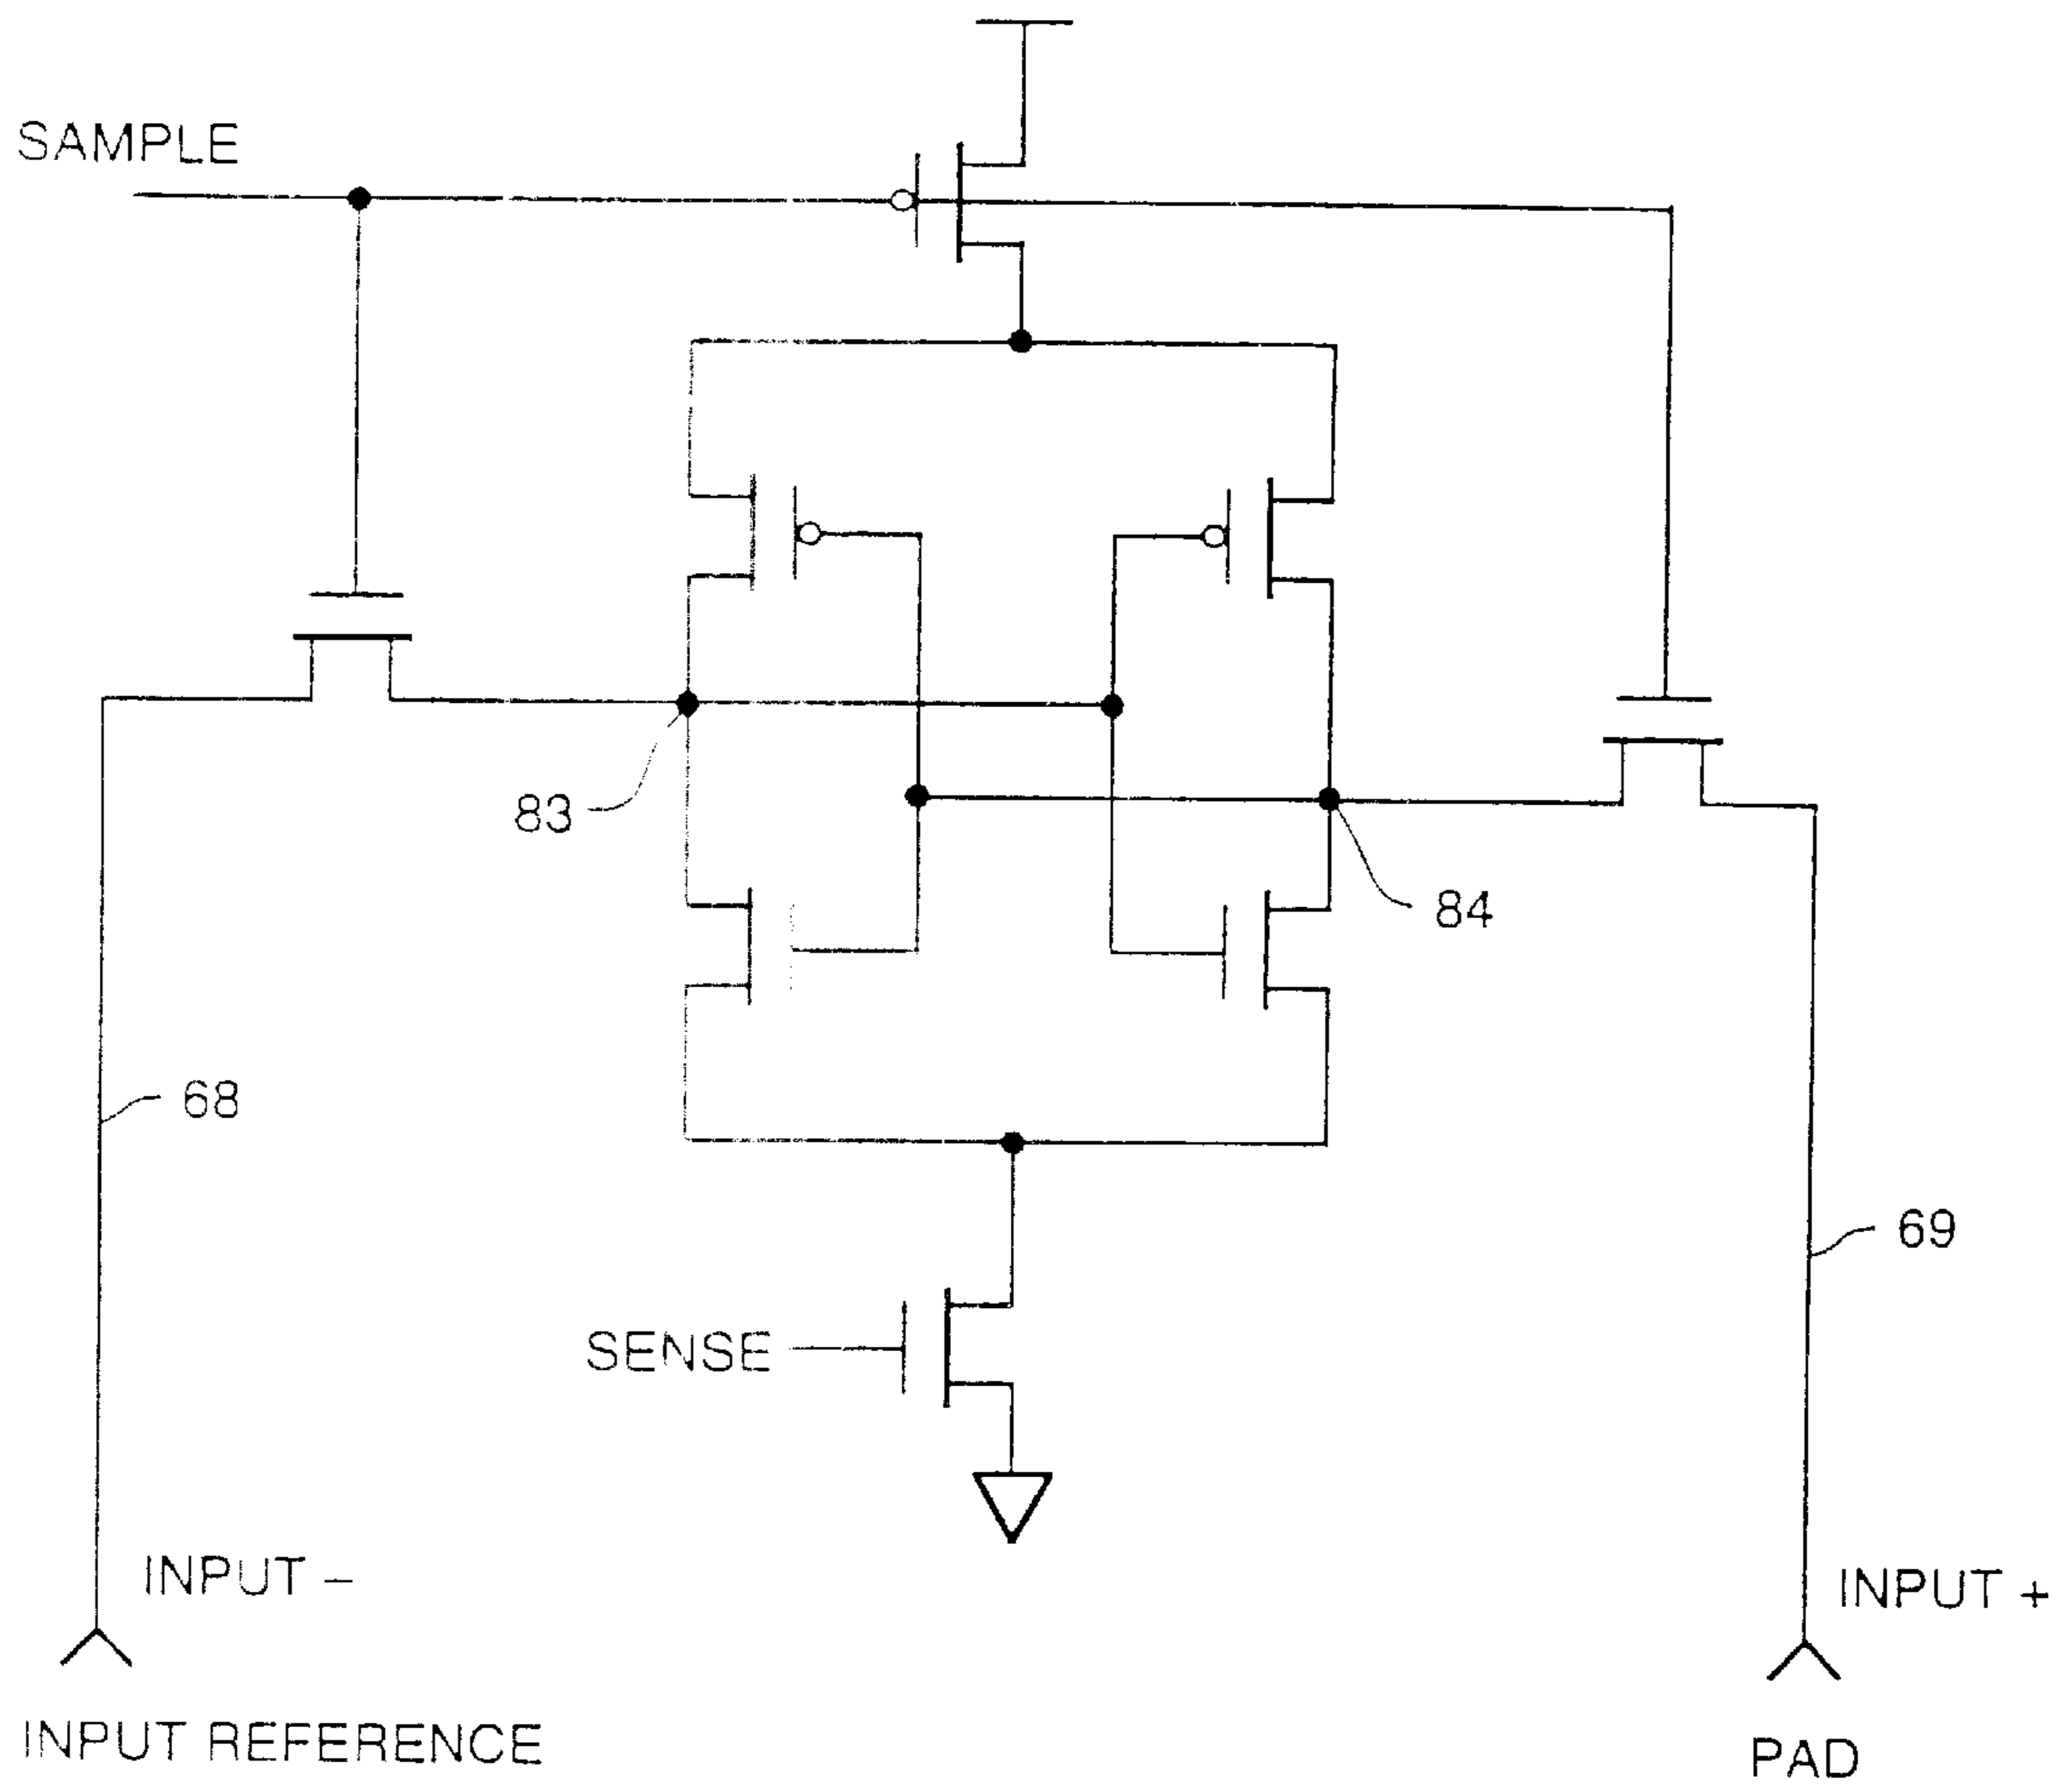 SAMPLE
83
84
68
69
SENSE
INPUT –
INPUT +
INPUT REFERENCE
PAD